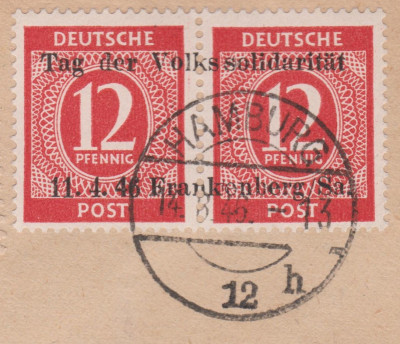 DEUTSCHE DEUTSCHE
Tag der Volkssolidarität
12 12
PFENNIG PFENNIG
11.4.46 Frankenberg/Sa.
POST POST
HAMBURG
12 h